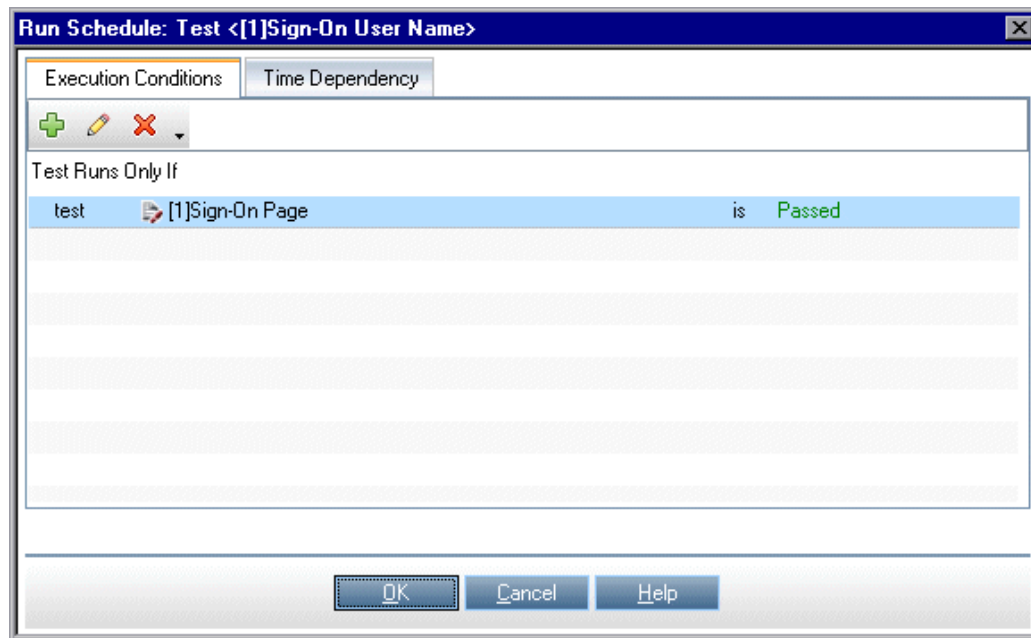 Run Schedule: Test <[1]Sign-On User Name>
Execution Conditions Time Dependency
Test Runs Only If
test [1]Sign-On Page is Passed
OK Cancel Help